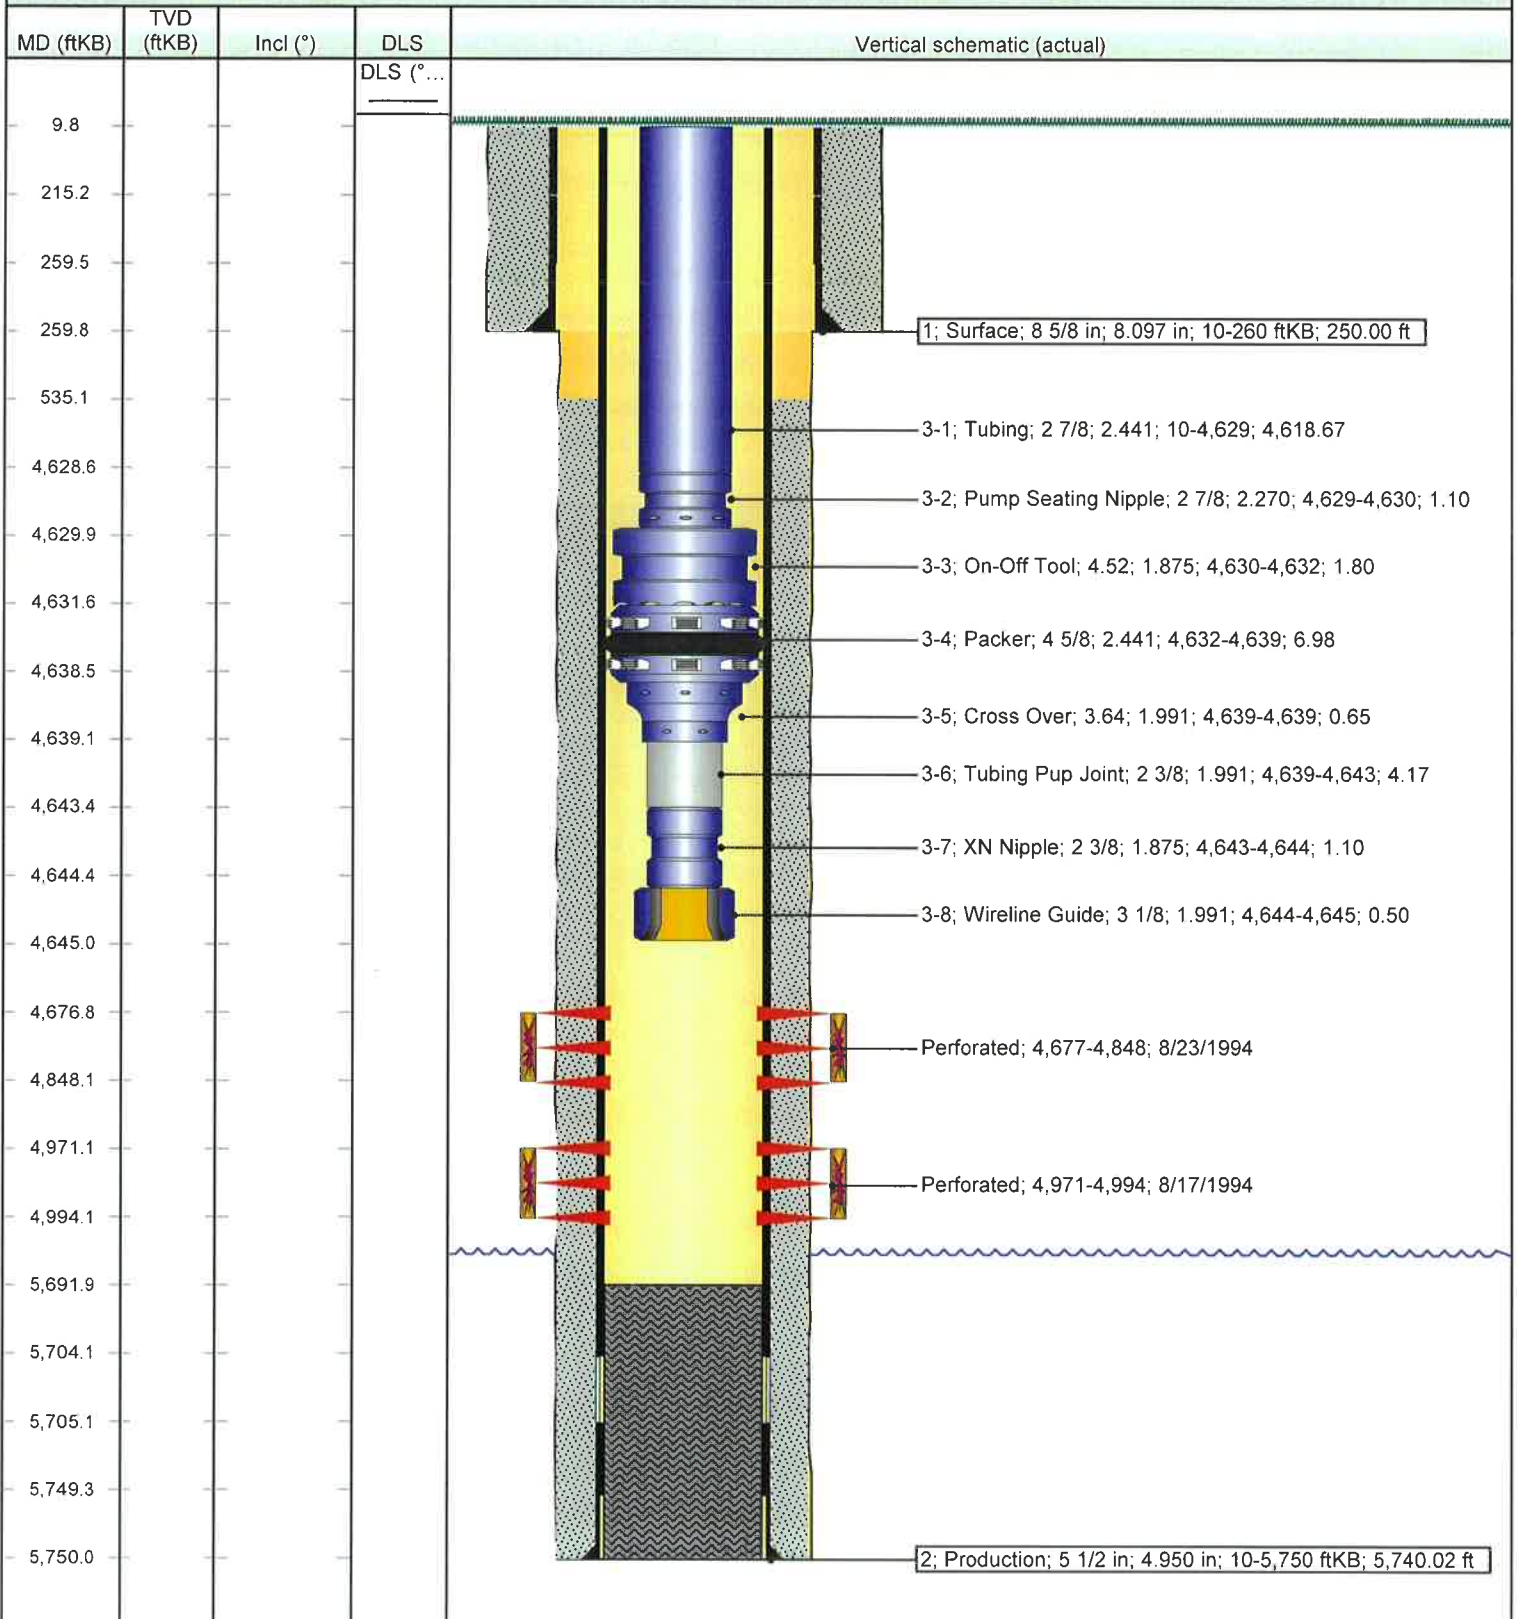 TVD
MD (ftKB) (ftKB) Incl (°) DLS Vertical schematic (actual)
DLS (°...
9.8
215.2
259.5
259.8
1; Surface; 8 5/8 in; 8.097 in; 10-260 ftKB; 250.00 ft
535.1
3-1; Tubing; 2 7/8; 2.441; 10-4,629; 4,618.67
4,628.6
3-2; Pump Seating Nipple; 2 7/8; 2.270; 4,629-4,630; 1.10
4,629.9
3-3; On-Off Tool; 4.52; 1.875; 4,630-4,632; 1.80
4,631.6
3-4; Packer; 4 5/8; 2.441; 4,632-4,639; 6.98
4,638.5
3-5; Cross Over; 3.64; 1.991; 4,639-4,639; 0.65
4,639.1
3-6; Tubing Pup Joint; 2 3/8; 1.991; 4,639-4,643; 4.17
4,643.4
3-7; XN Nipple; 2 3/8; 1.875; 4,643-4,644; 1.10
4,644.4
3-8; Wireline Guide; 3 1/8; 1.991; 4,644-4,645; 0.50
4,645.0
4,676.8
Perforated; 4,677-4,848; 8/23/1994
4,848.1
4,971.1
Perforated; 4,971-4,994; 8/17/1994
4,994.1
5,691.9
5,704.1
5,705.1
5,749.3
5,750.0
2; Production; 5 1/2 in; 4.950 in; 10-5,750 ftKB; 5,740.02 ft